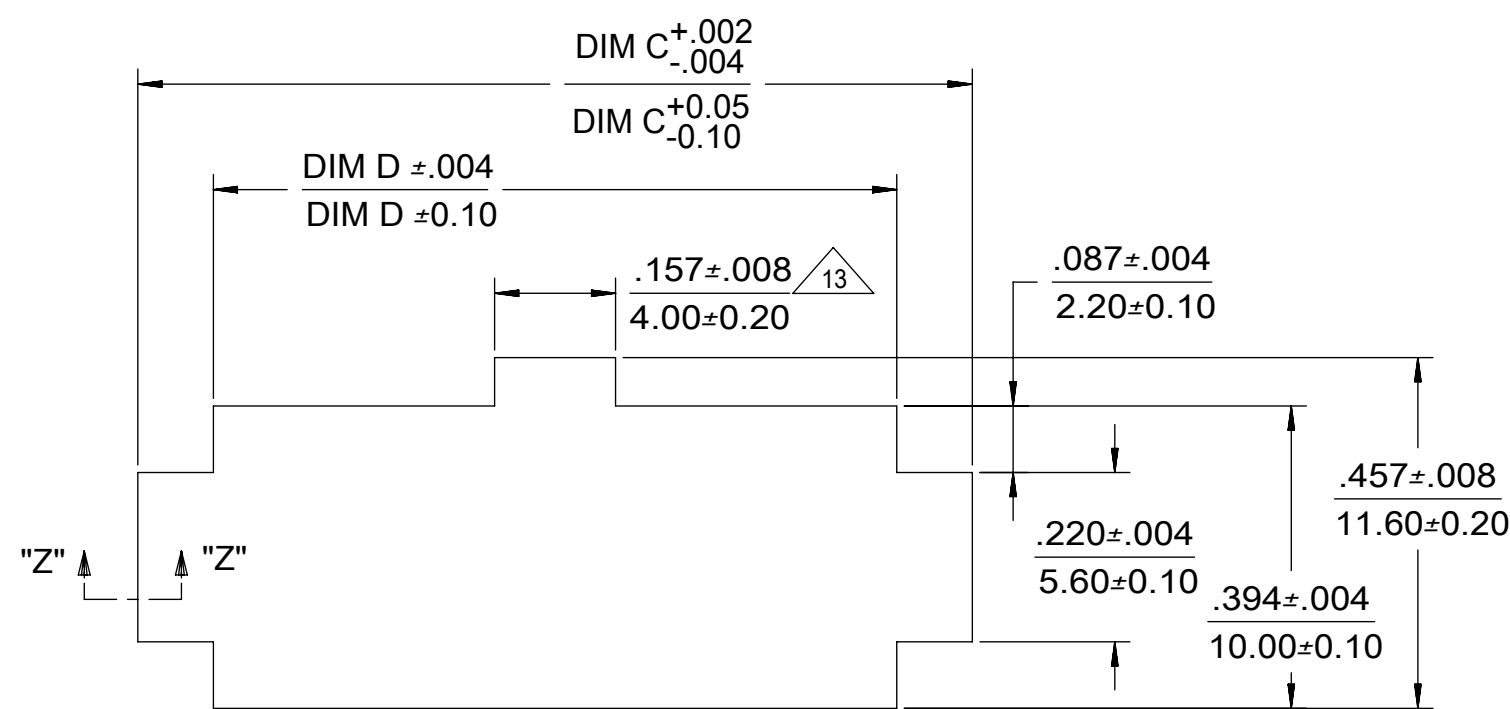 DIM C +.002
-.004
DIM C +0.05
-0.10
DIM D ±.004
DIM D ±0.10
.157±.008 13
4.00±0.20
.087±.004
2.20±0.10
.457±.008
11.60±0.20
.220±.004
5.60±0.10
"Z" "Z"
.394±.004
10.00±0.10